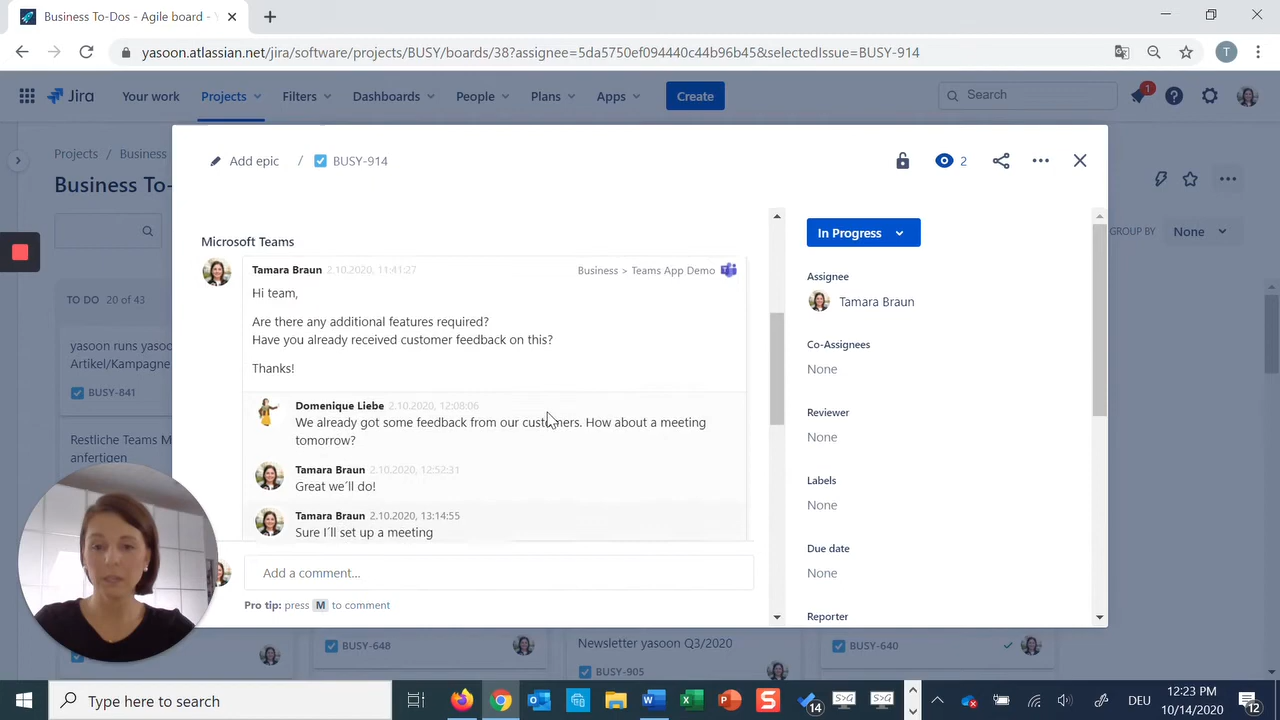 Business To-Dos - Agile board - Y
yasoon.atlassian.net/jira/software/projects/BUSY/boards/38?assignee=5da5750ef094440c44b96b45&selectedIssue=BUSY-914
T
Jira
Your work
Projects
Filters
Dashboards
People
Plans
Apps
Create
Search
1
Projects / Business
Business To-
GROUP BY
None
TO DO 20 of 43
yasoon runs yasoo
Artikel/Kampagne
BUSY-841
Restliche Teams M
anfertigen
Add epic / BUSY-914
2
Microsoft Teams
Tamara Braun 2.10.2020, 11:41:27
Business > Teams App Demo
Hi team,
Are there any additional features required?
Have you already received customer feedback on this?
Thanks!
Domenique Liebe 2.10.2020, 12:08:06
We already got some feedback from our customers. How about a meeting
tomorrow?
Tamara Braun 2.10.2020, 12:52:31
Great we´ll do!
Tamara Braun 2.10.2020, 13:14:55
Sure I´ll set up a meeting
Add a comment...
Pro tip: press M to comment
In Progress
Assignee
Tamara Braun
Co-Assignees
None
Reviewer
None
Labels
None
Due date
None
Reporter
BUSY-648
Newsletter yasoon Q3/2020
BUSY-905
BUSY-640
Type here to search
14
DEU
12:23 PM
10/14/2020
12